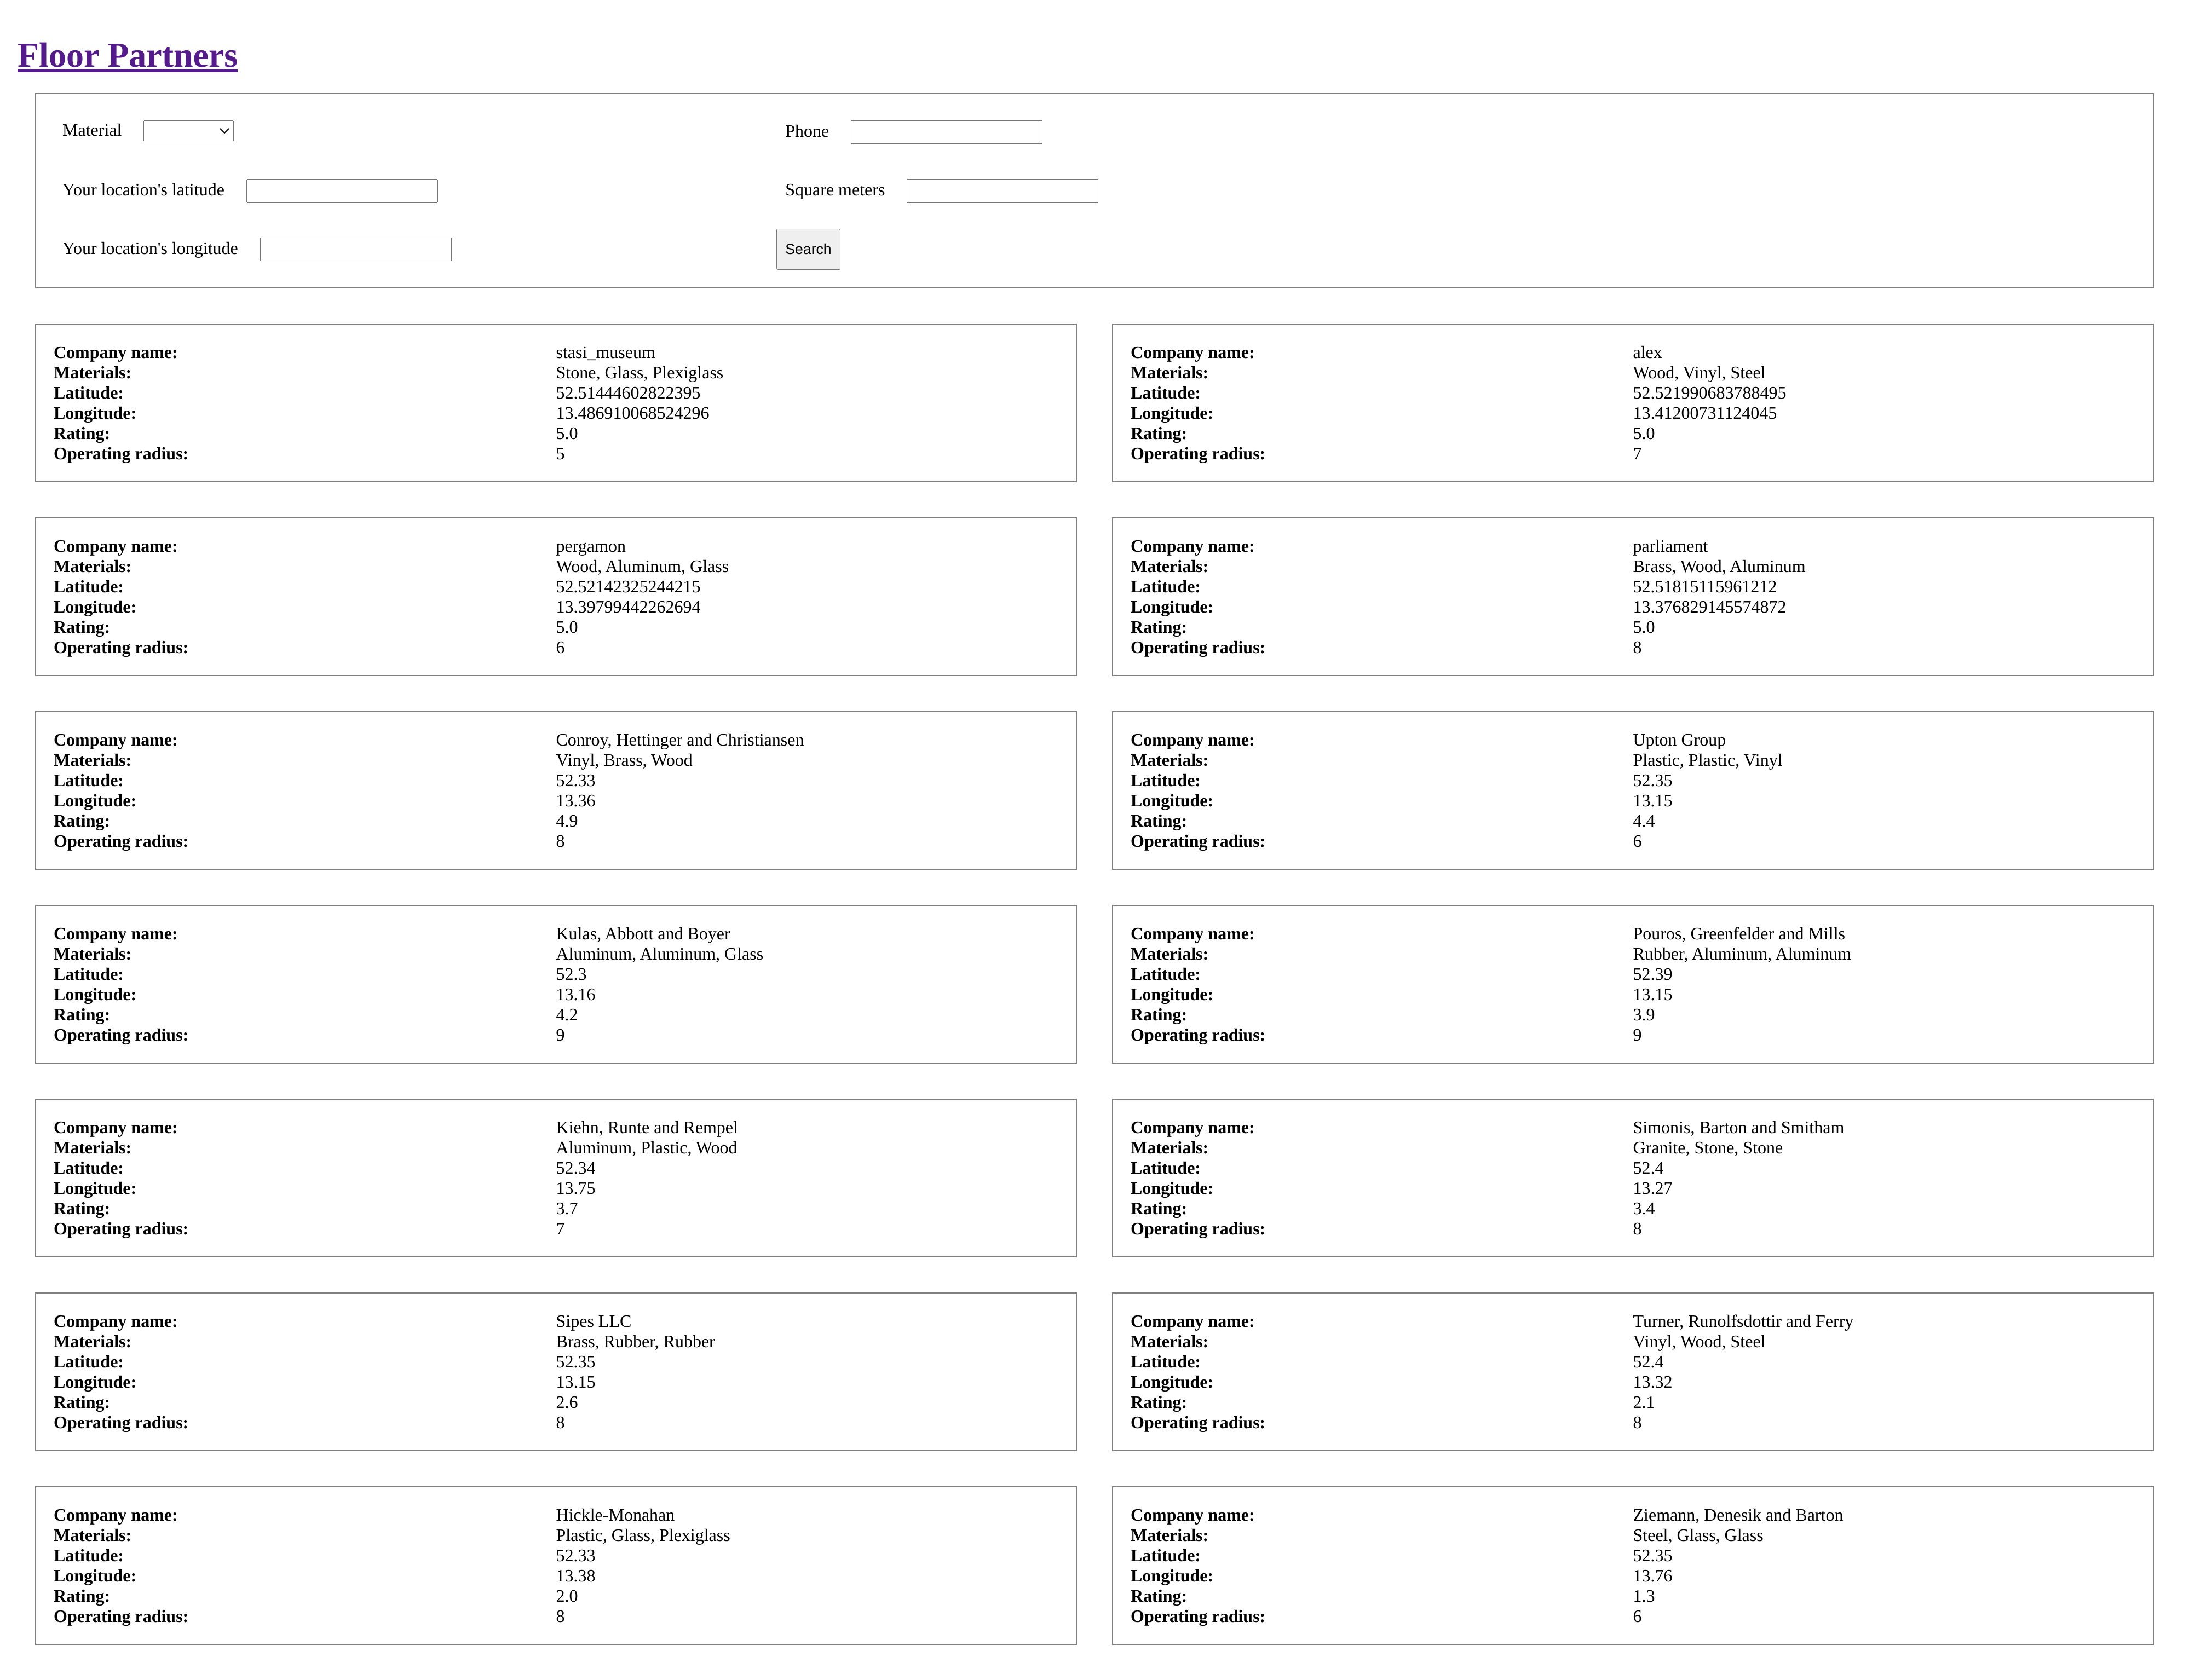 Floor Partners
Material
Phone
Your location's latitude
Square meters
Your location's longitude
Search
Company name: stasi_museum
Materials: Stone, Glass, Plexiglass
Latitude: 52.51444602822395
Longitude: 13.486910068524296
Rating: 5.0
Operating radius: 5
Company name: alex
Materials: Wood, Vinyl, Steel
Latitude: 52.521990683788495
Longitude: 13.41200731124045
Rating: 5.0
Operating radius: 7
Company name: pergamon
Materials: Wood, Aluminum, Glass
Latitude: 52.52142325244215
Longitude: 13.39799442262694
Rating: 5.0
Operating radius: 6
Company name: parliament
Materials: Brass, Wood, Aluminum
Latitude: 52.51815115961212
Longitude: 13.376829145574872
Rating: 5.0
Operating radius: 8
Company name: Conroy, Hettinger and Christiansen
Materials: Vinyl, Brass, Wood
Latitude: 52.33
Longitude: 13.36
Rating: 4.9
Operating radius: 8
Company name: Upton Group
Materials: Plastic, Plastic, Vinyl
Latitude: 52.35
Longitude: 13.15
Rating: 4.4
Operating radius: 6
Company name: Kulas, Abbott and Boyer
Materials: Aluminum, Aluminum, Glass
Latitude: 52.3
Longitude: 13.16
Rating: 4.2
Operating radius: 9
Company name: Pouros, Greenfelder and Mills
Materials: Rubber, Aluminum, Aluminum
Latitude: 52.39
Longitude: 13.15
Rating: 3.9
Operating radius: 9
Company name: Kiehn, Runte and Rempel
Materials: Aluminum, Plastic, Wood
Latitude: 52.34
Longitude: 13.75
Rating: 3.7
Operating radius: 7
Company name: Simonis, Barton and Smitham
Materials: Granite, Stone, Stone
Latitude: 52.4
Longitude: 13.27
Rating: 3.4
Operating radius: 8
Company name: Sipes LLC
Materials: Brass, Rubber, Rubber
Latitude: 52.35
Longitude: 13.15
Rating: 2.6
Operating radius: 8
Company name: Turner, Runolfsdottir and Ferry
Materials: Vinyl, Wood, Steel
Latitude: 52.4
Longitude: 13.32
Rating: 2.1
Operating radius: 8
Company name: Hickle-Monahan
Materials: Plastic, Glass, Plexiglass
Latitude: 52.33
Longitude: 13.38
Rating: 2.0
Operating radius: 8
Company name: Ziemann, Denesik and Barton
Materials: Steel, Glass, Glass
Latitude: 52.35
Longitude: 13.76
Rating: 1.3
Operating radius: 6